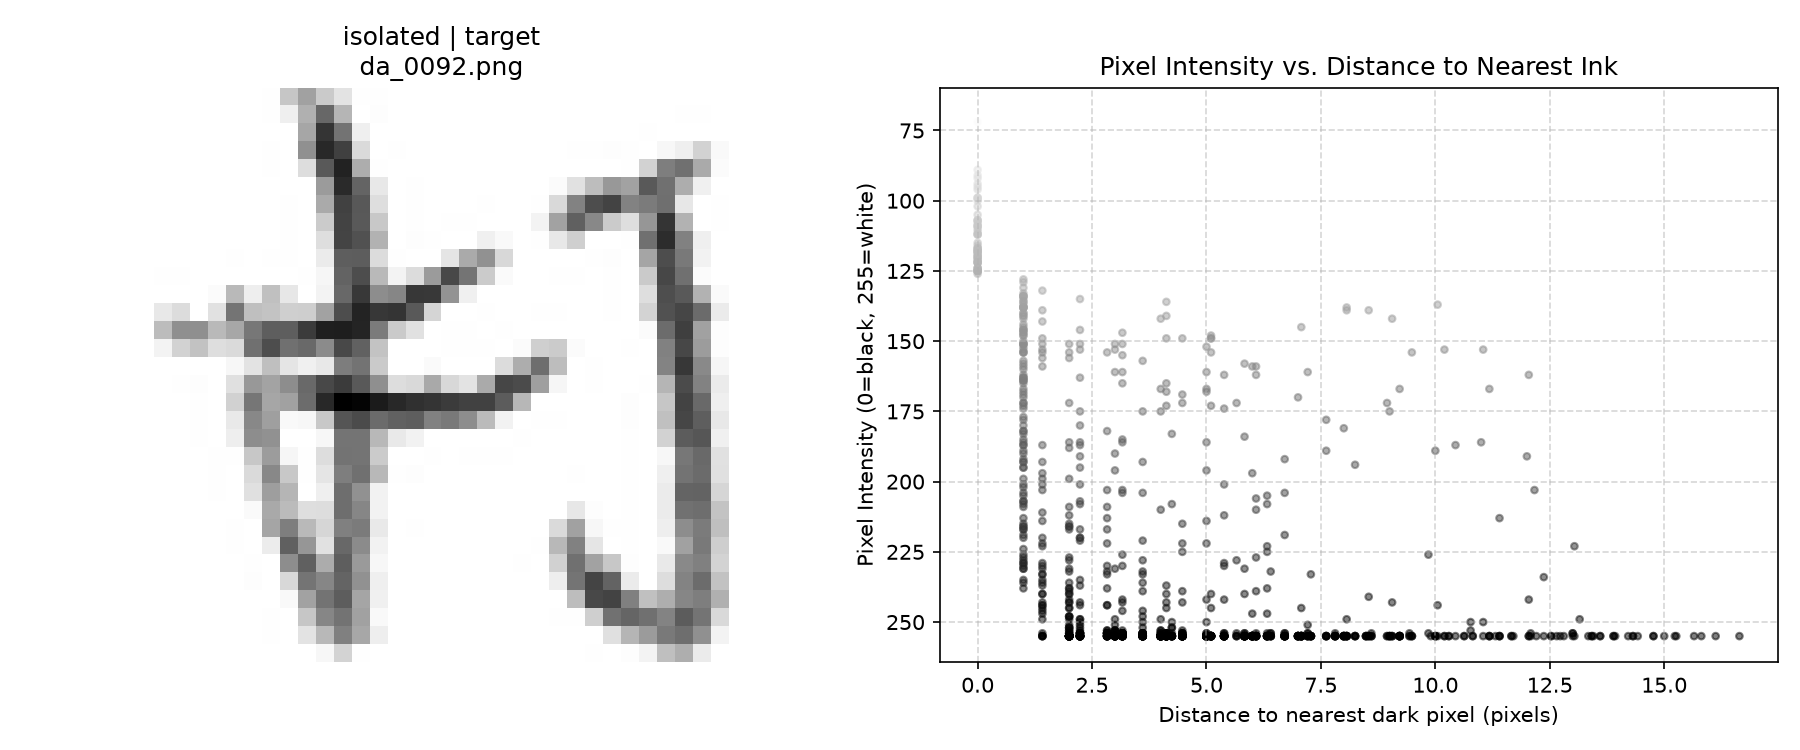 isolated | target
da_0092.png
Pixel Intensity vs. Distance to Nearest Ink
Pixel Intensity (0=black, 255=white)
75
100
125
150
175
200
225
250
0.0 2.5 5.0 7.5 10.0 12.5 15.0
Distance to nearest dark pixel (pixels)